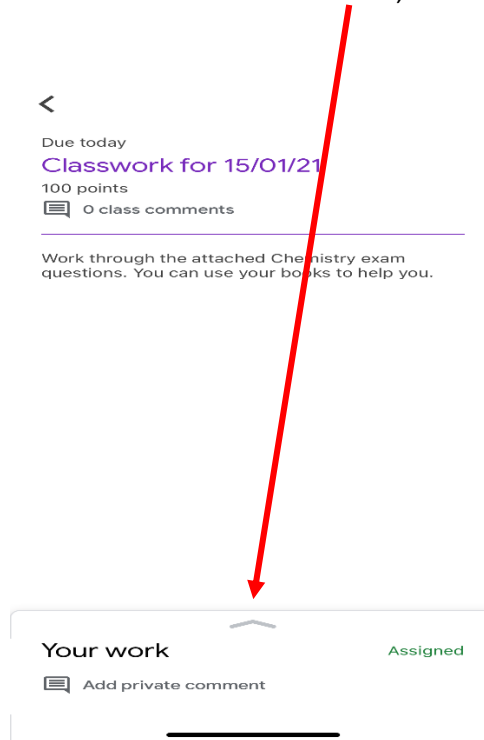 Due today
Classwork for 15/01/21
100 points
0 class comments
Work through the attached Chemistry exam
questions. You can use your books to help you.
Your work
Assigned
Add private comment